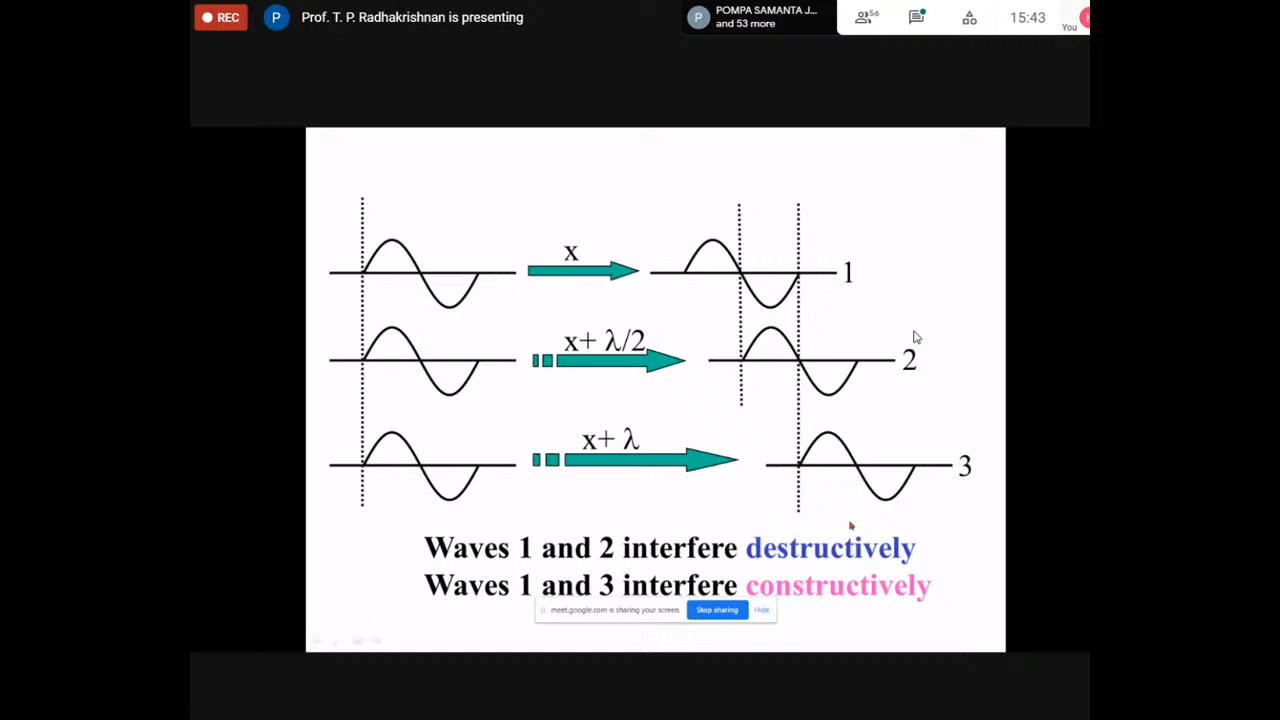 REC
P
Prof. T. P. Radhakrishnan is presenting
P
POMPA SAMANTA J...
and 53 more
56
15:43
You
x
1
x+ λ/2
2
x+ λ
3
Waves 1 and 2 interfere destructively
Waves 1 and 3 interfere constructively
meet.google.com is sharing your screen.
Stop sharing
Hide